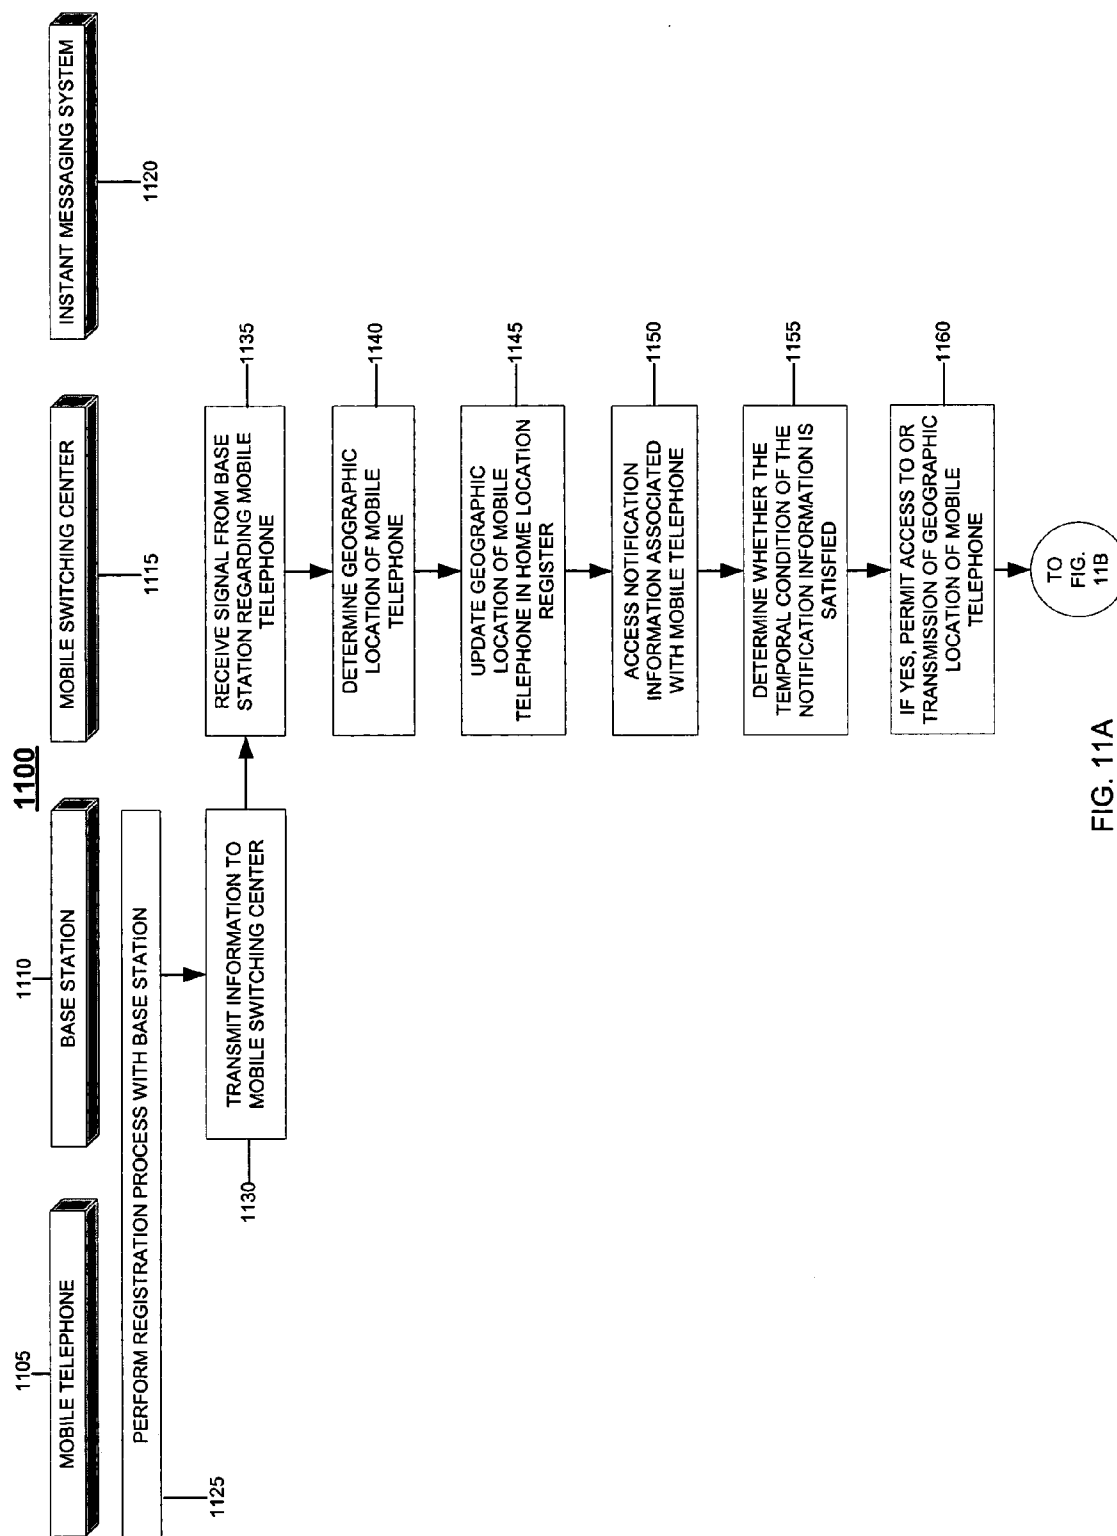 1100
1105
1110
MOBILE TELEPHONE
BASE STATION
MOBILE SWITCHING CENTER
INSTANT MESSAGING SYSTEM
1115
1120
PERFORM REGISTRATION PROCESS WITH BASE STATION
1125
TRANSMIT INFORMATION TO
MOBILE SWITCHING CENTER
1130
RECEIVE SIGNAL FROM BASE
STATION REGARDING MOBILE
TELEPHONE
1135
DETERMINE GEOGRAPHIC
LOCATION OF MOBILE
TELEPHONE
1140
UPDATE GEOGRAPHIC
LOCATION OF MOBILE
TELEPHONE IN HOME LOCATION
REGISTER
1145
ACCESS NOTIFICATION
INFORMATION ASSOCIATED
WITH MOBILE TELEPHONE
1150
DETERMINE WHETHER THE
TEMPORAL CONDITION OF THE
NOTIFICATION INFORMATION IS
SATISFIED
1155
IF YES, PERMIT ACCESS TO OR
TRANSMISSION OF GEOGRAPHIC
LOCATION OF MOBILE
TELEPHONE
1160
TO
FIG.
11B
FIG. 11A